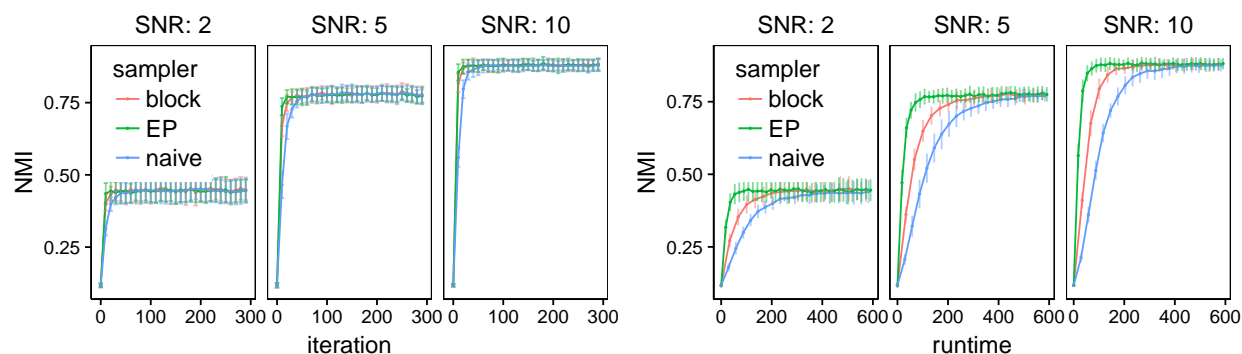 SNR: 2 SNR: 5 SNR: 10
NMI
0.75
0.50
0.25
sampler
block
EP
naive
0 100 200 300 0 100 200 300 0 100 200 300
iteration
SNR: 2 SNR: 5 SNR: 10
NMI
0.75
0.50
0.25
sampler
block
EP
naive
0 200 400 600 0 200 400 600 0 200 400 600
runtime